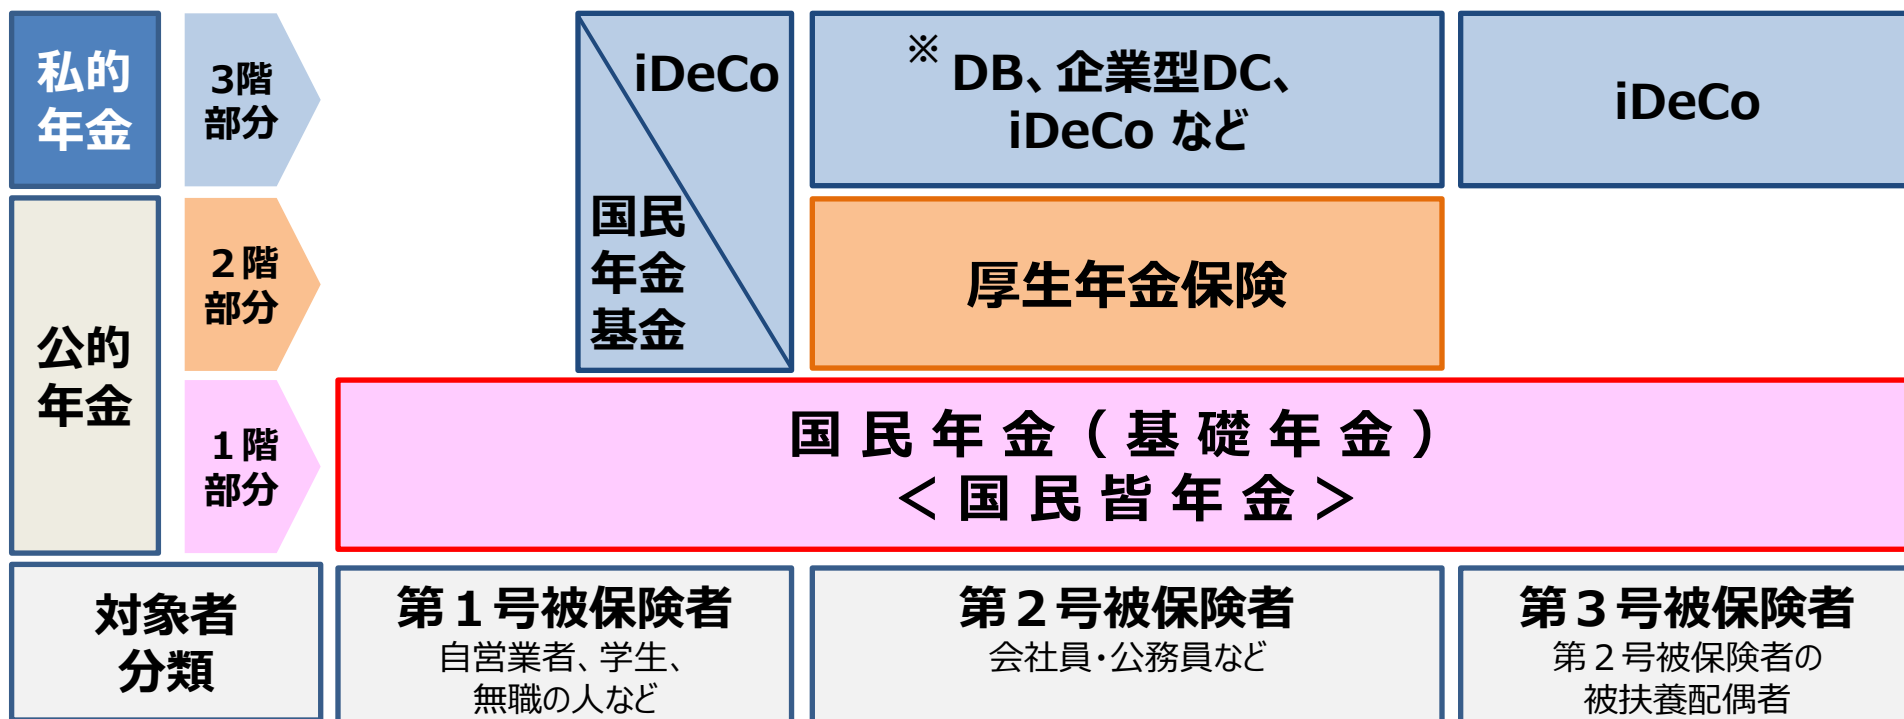 私的
年金
3階
部分
iDeCo
国民
年金
基金
※
DB、企業型DC、
iDeCo など
iDeCo
公的
年金
２階
部分
厚生年金保険
１階
部分
国民年金（基礎年金）
＜国民皆年金＞
対象者
分類
第１号被保険者
自営業者、学生、
無職の人など
第２号被保険者
会社員・公務員など
第３号被保険者
第２号被保険者の
被扶養配偶者